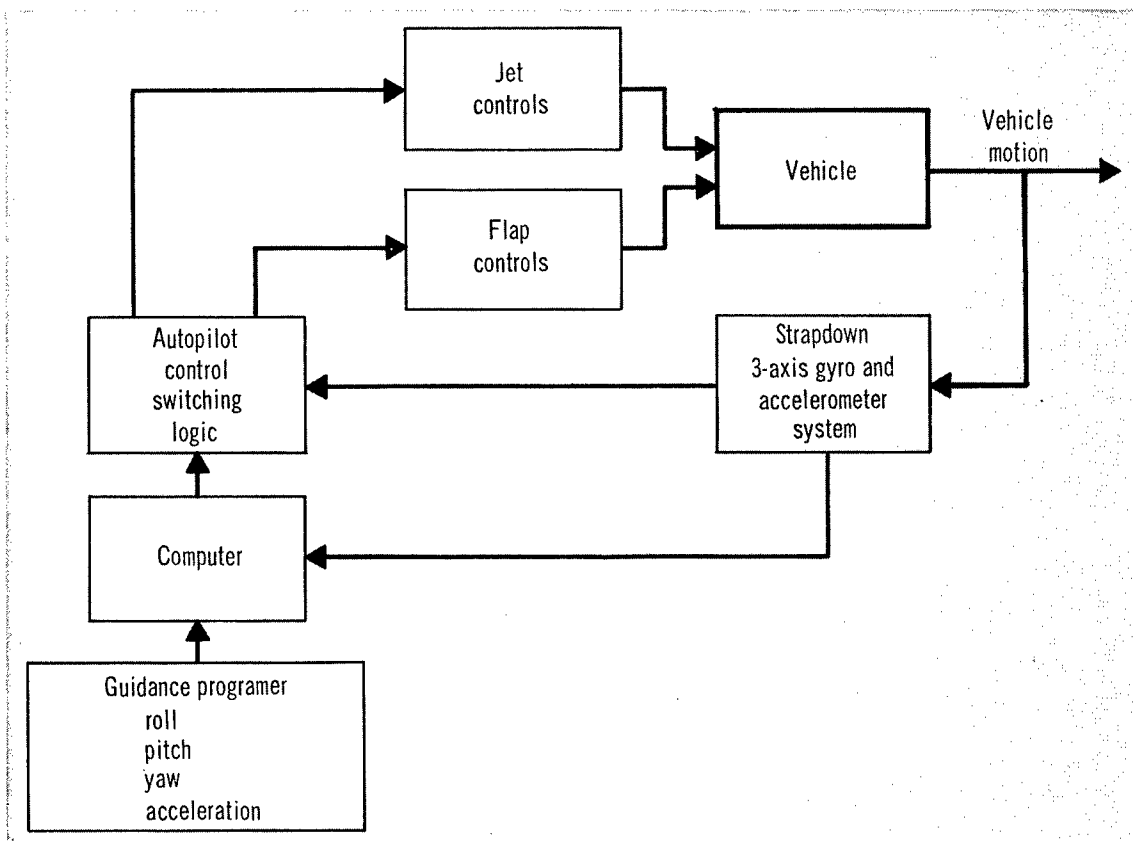 Jet
controls
Vehicle
motion
Vehicle
Flap
controls
Autopilot
control
switching
logic
Strapdown
3-axis gyro and
accelerometer
system
Computer
Guidance programer
roll
pitch
yaw
acceleration